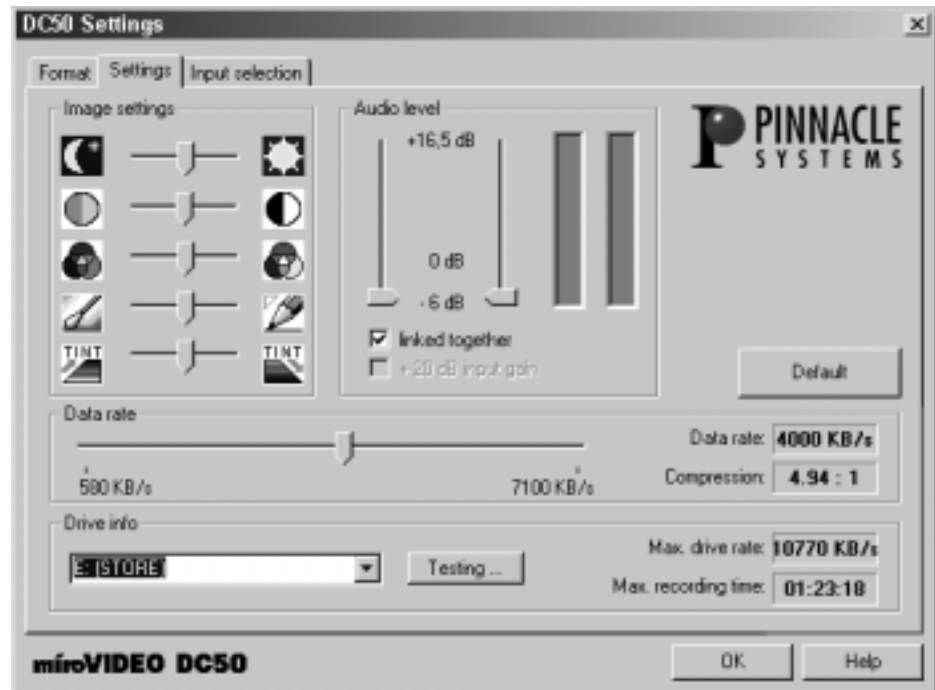 DC50 Settings
Format Settings Input selection
Image settings
TINT TINT
Audio level
+16,5 dB
0 dB
- 6 dB
linked together
+ 20 dB input gain
PINNACLE
SYSTEMS
Default
Data rate
580 KB/s 7100 KB/s
Data rate: 4000 KB/s
Compression: 4.94 : 1
Drive info
E: [STORE]
Testing ...
Max. drive rate: 10770 KB/s
Max. recording time: 01:23:18
miroVIDEO DC50
OK Help